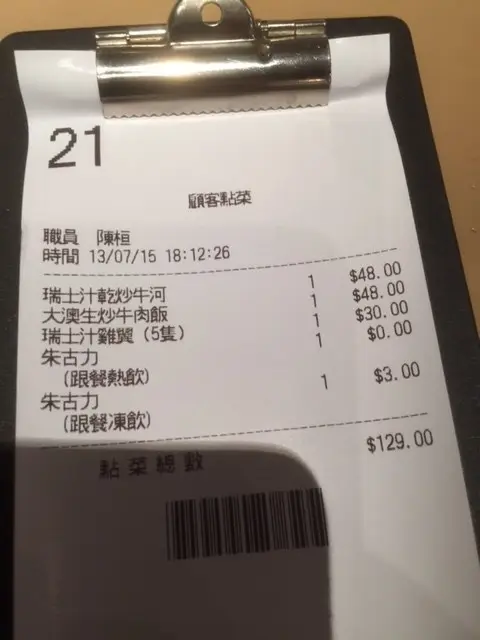 21
顧客點菜
職員 陳桓
時間 13/07/15 18:12:26
瑞士汁乾炒牛河 1 $48.00
大澳生炒牛肉飯 1 $48.00
瑞士汁雞翼 (5隻) 1 $30.00
朱古力 1 $0.00
(跟餐熱飲)
朱古力 1 $3.00
(跟餐凍飲)
點菜總數 $129.00